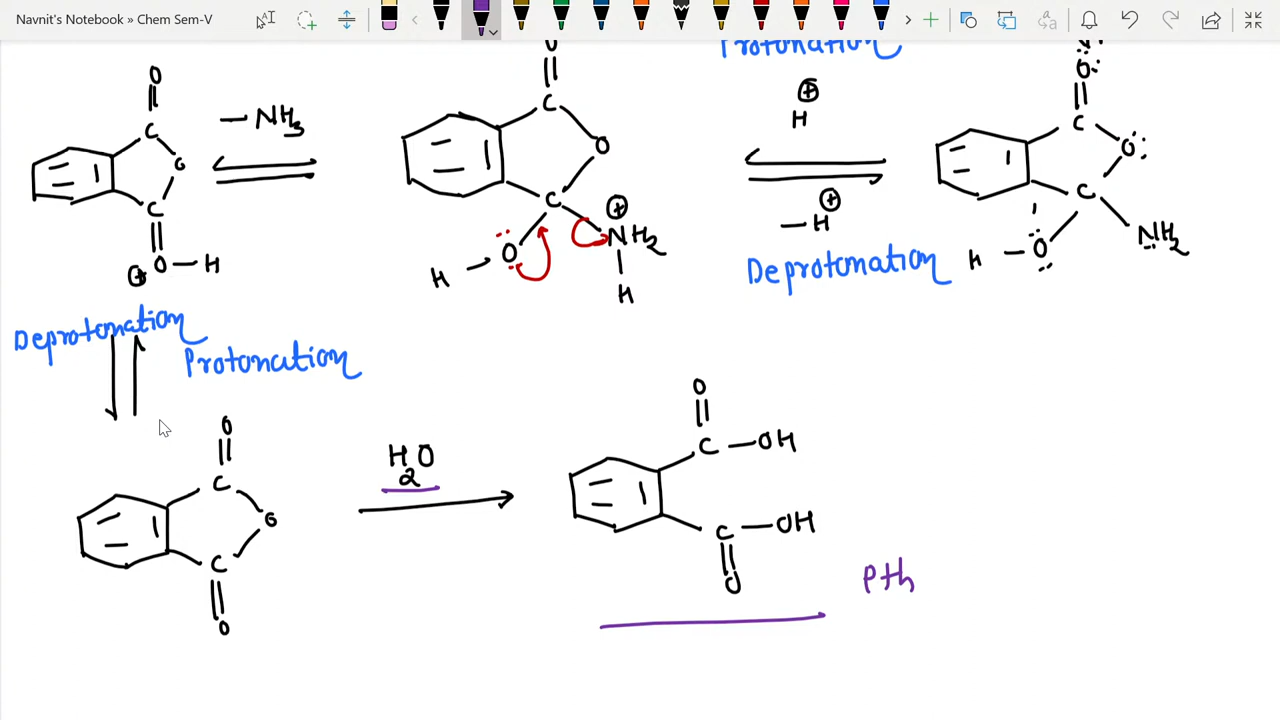 Navnit's Notebook » Chem Sem-V
Protonation
O
C
O
C
O — H
⊕
— NH3
O
C
O
C
H
O
⊕
NH2
H
⊕
H
— H
⊕
Deprotonation
O
C
O
C
H — O
NH2
Deprotonation
Protonation
O
C
O
C
O
H2O
O
C — OH
C — OH
O
Pth